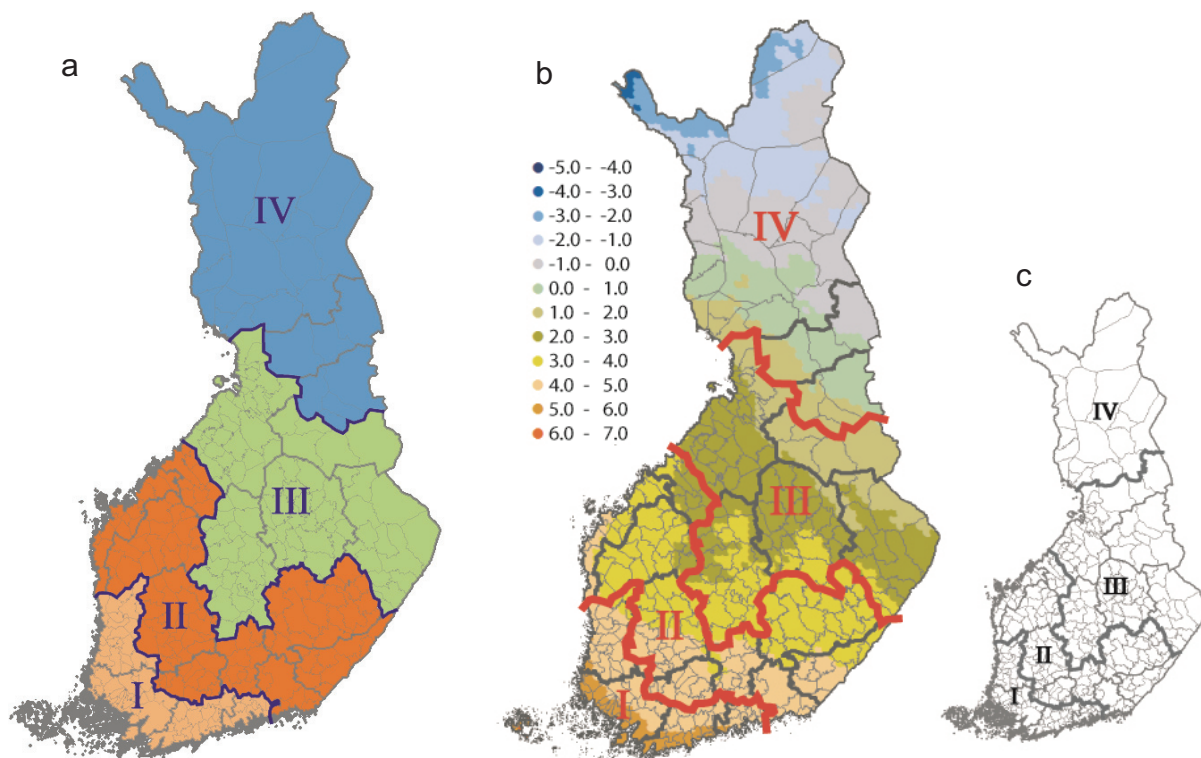 a
IV
III
II
I
b
-5.0 - -4.0
-4.0 - -3.0
-3.0 - -2.0
-2.0 - -1.0
-1.0 - 0.0
0.0 - 1.0
1.0 - 2.0
2.0 - 3.0
3.0 - 4.0
4.0 - 5.0
5.0 - 6.0
6.0 - 7.0
IV
III
II
I
c
IV
III
II
I